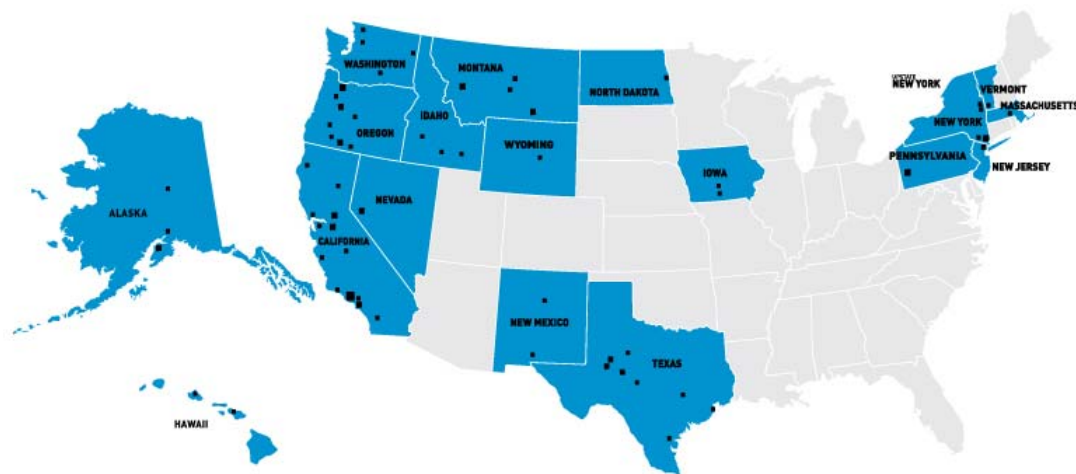 WASHINGTON
MONTANA
NORTH DAKOTA
UPSTATE
NEW YORK
VERMONT
MASSACHUSETTS
NEW YORK
OREGON
IDAHO
WYOMING
IOWA
PENNSYLVANIA
NEW JERSEY
ALASKA
NEVADA
CALIFORNIA
NEW MEXICO
TEXAS
HAWAII